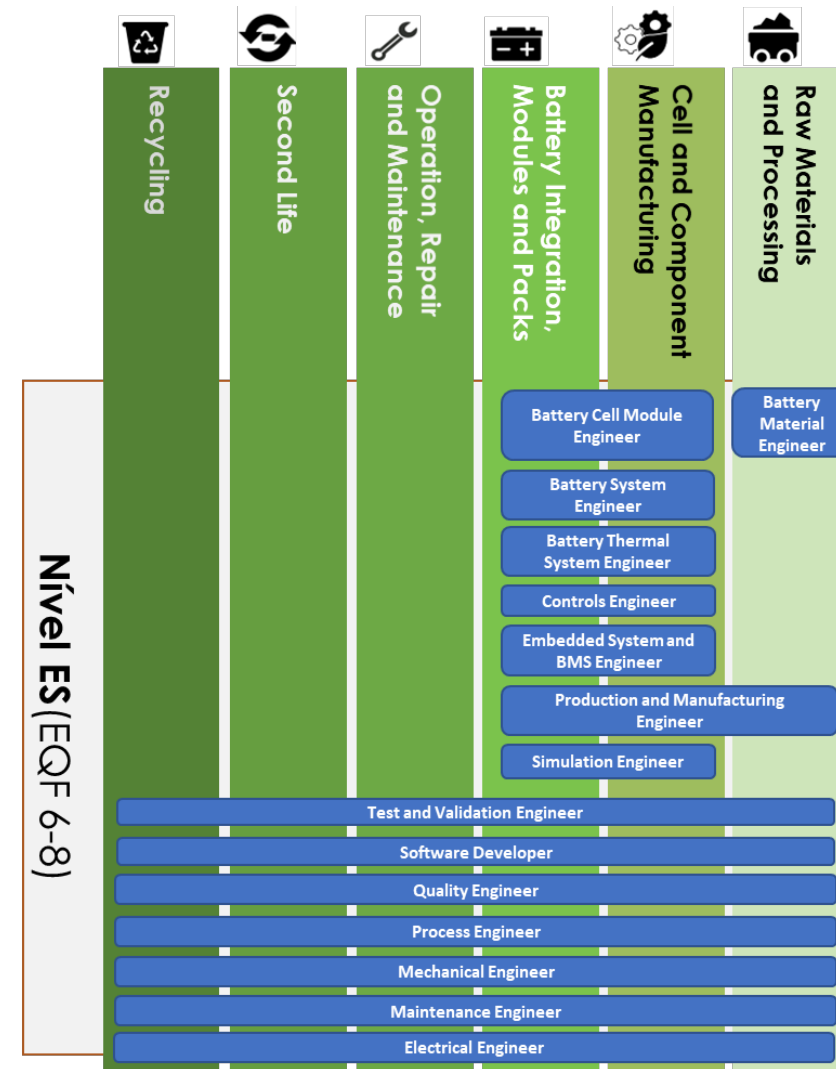 Recycling
Second Life
Operation, Repair
and Maintenance
Battery Integration,
Modules and Packs
Cell and Component
Manufacturing
Raw Materials
and Processing
Nível ES(EQF 6-8)
Battery Cell Module
Engineer
Battery
Material
Engineer
Battery System
Engineer
Battery Thermal
System Engineer
Controls Engineer
Embedded System and
BMS Engineer
Production and Manufacturing
Engineer
Simulation Engineer
Test and Validation Engineer
Software Developer
Quality Engineer
Process Engineer
Mechanical Engineer
Maintenance Engineer
Electrical Engineer